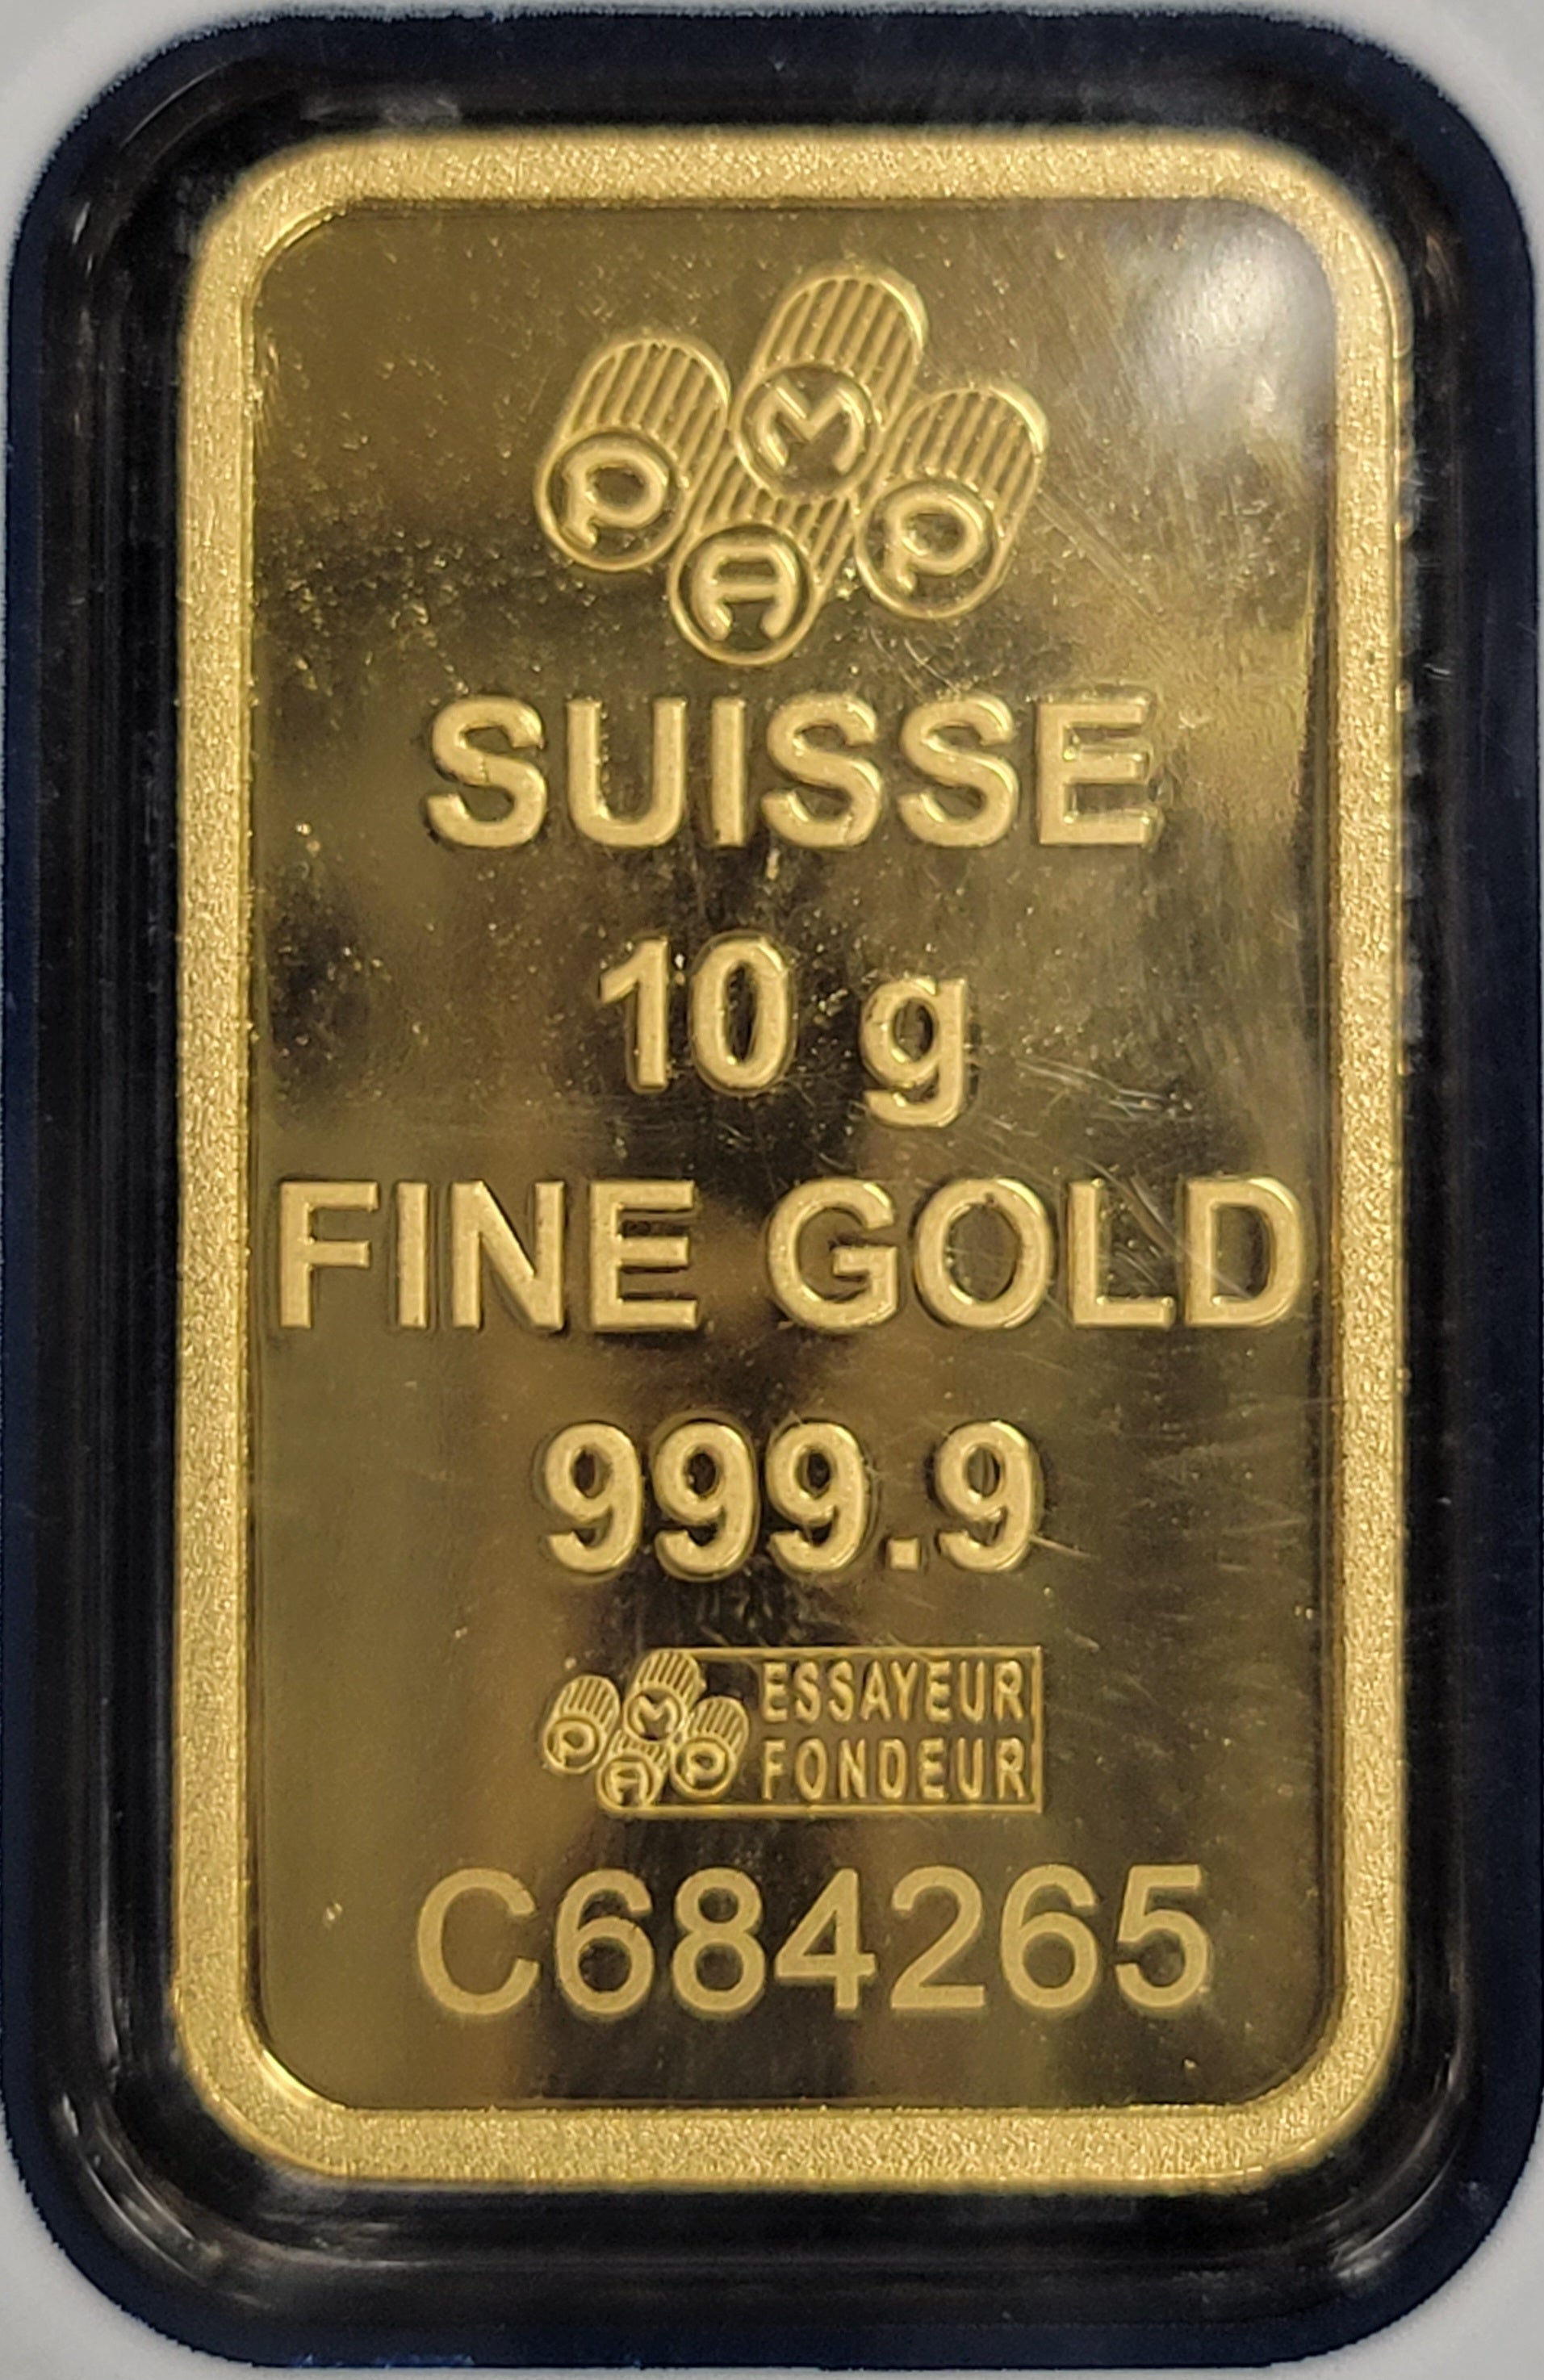 PAMP
SUISSE
10 g
FINE GOLD
999.9
PAMP ESSAYEUR
FONDEUR
C684265